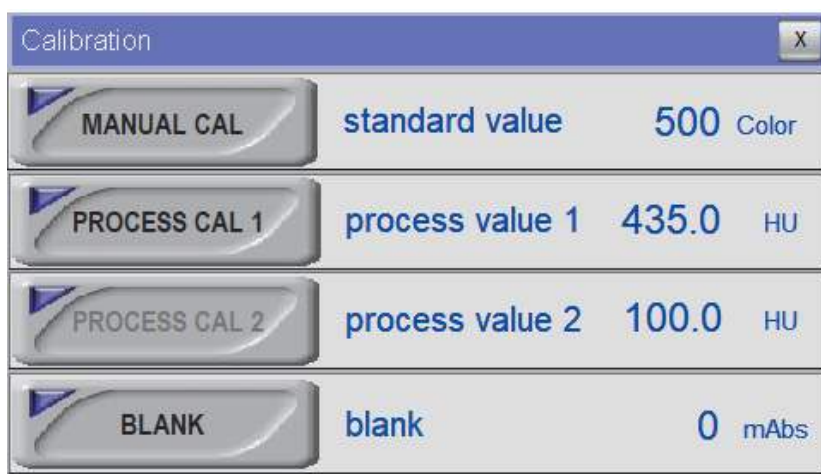 Calibration X
MANUAL CAL standard value 500 Color
PROCESS CAL 1 process value 1 435.0 HU
PROCESS CAL 2 process value 2 100.0 HU
BLANK blank 0 mAbs